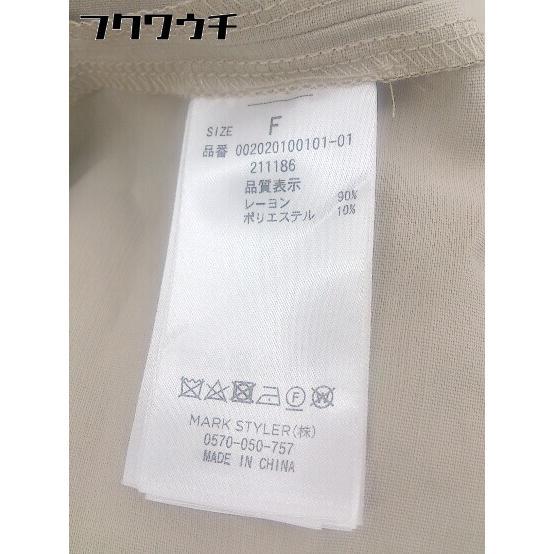 フクウウチ
SIZE F
品番 002020100101-01
211186
品質表示
レーヨン 90%
ポリエステル 10%
MARK STYLER(株)
0570-050-757
MADE IN CHINA